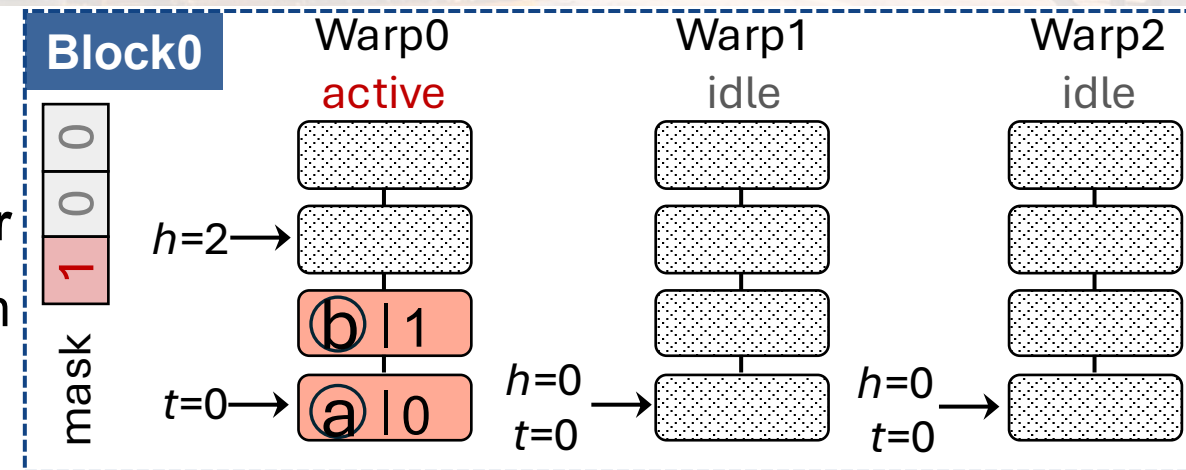 Block0
Warp0
Warp1
Warp2
active
idle
idle
0
0
1
mask
h=2
t=0
b | 1
a | 0
h=0
t=0
h=0
t=0
r
n